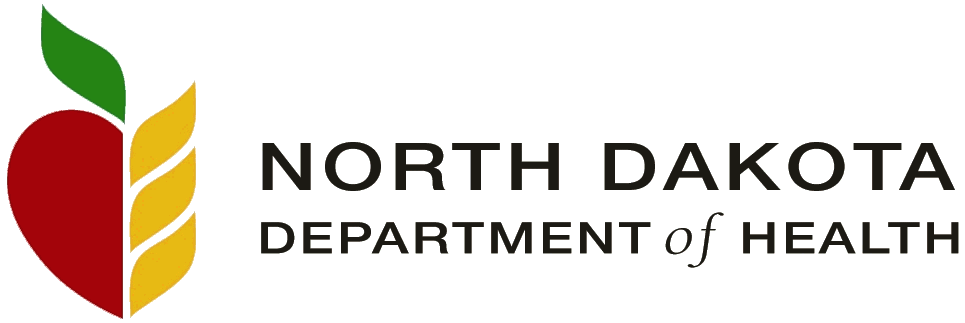 NORTH DAKOTA
DEPARTMENT of HEALTH